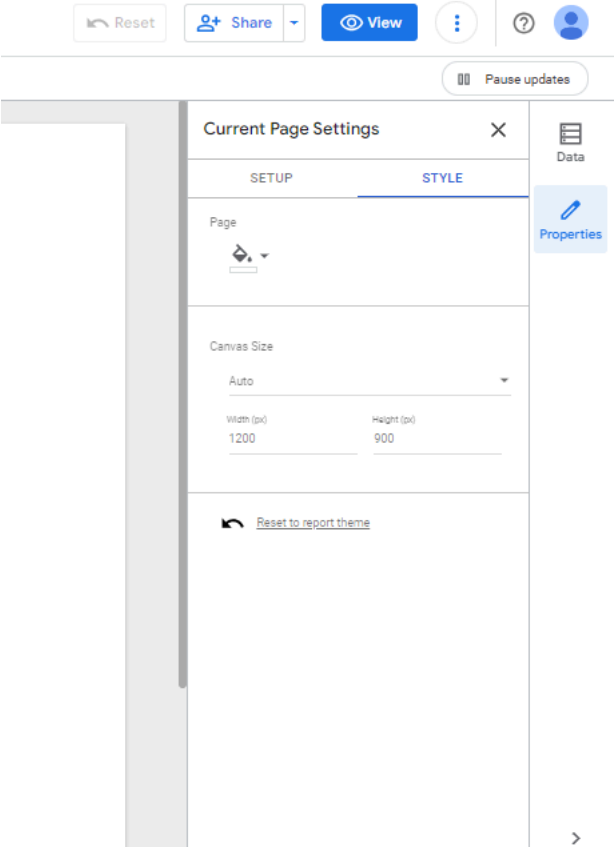 Reset Share View
Pause updates
Current Page Settings
Data
SETUP STYLE
Page
Properties
Canvas Size
Auto
Width (px) Height (px)
1200 900
Reset to report theme